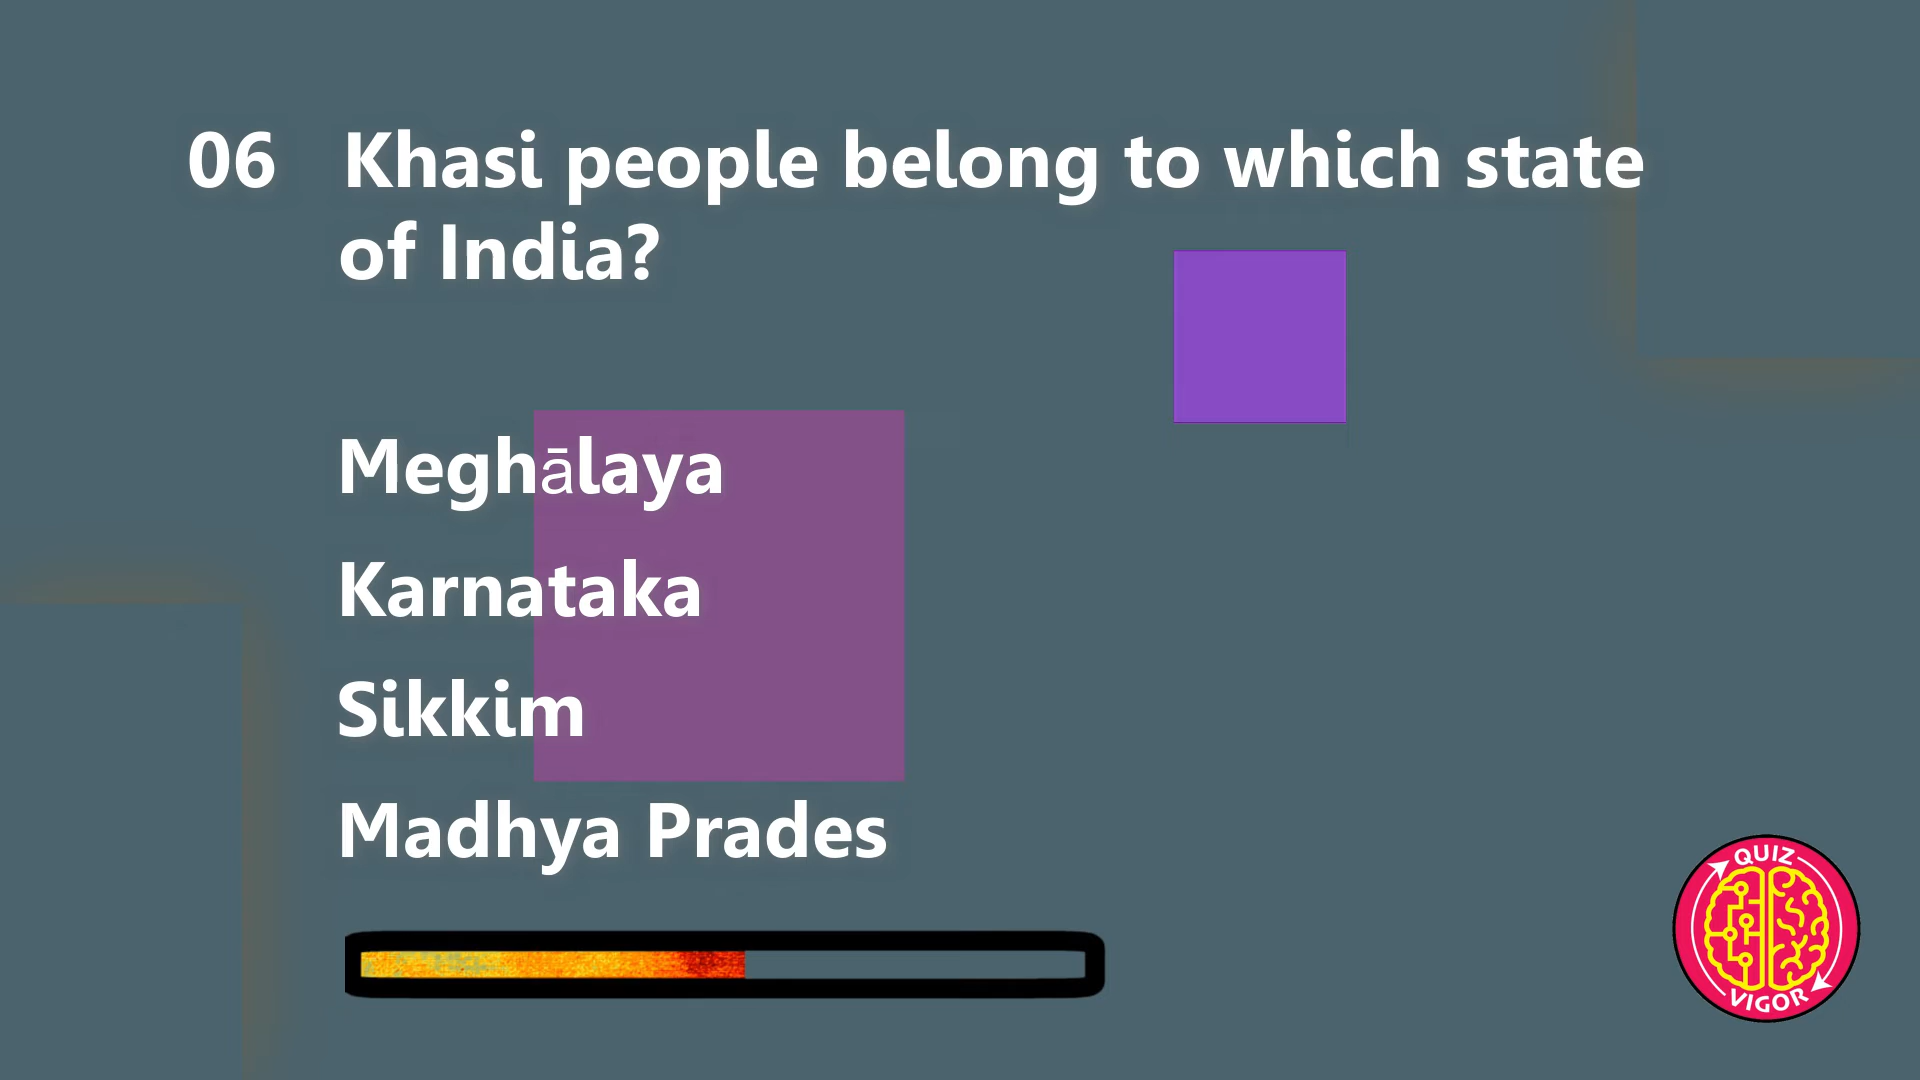 06 Khasi people belong to which state
of India?
Meghālaya
Karnataka
Sikkim
Madhya Prades
QUIZ
VIGOR